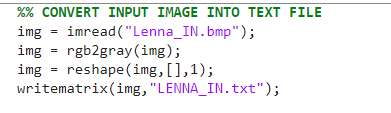 %% CONVERT INPUT IMAGE INTO TEXT FILE
img = imread("Lenna_IN.bmp");
img = rgb2gray(img);
img = reshape(img,[],1);
writematrix(img,"LENNA_IN.txt");